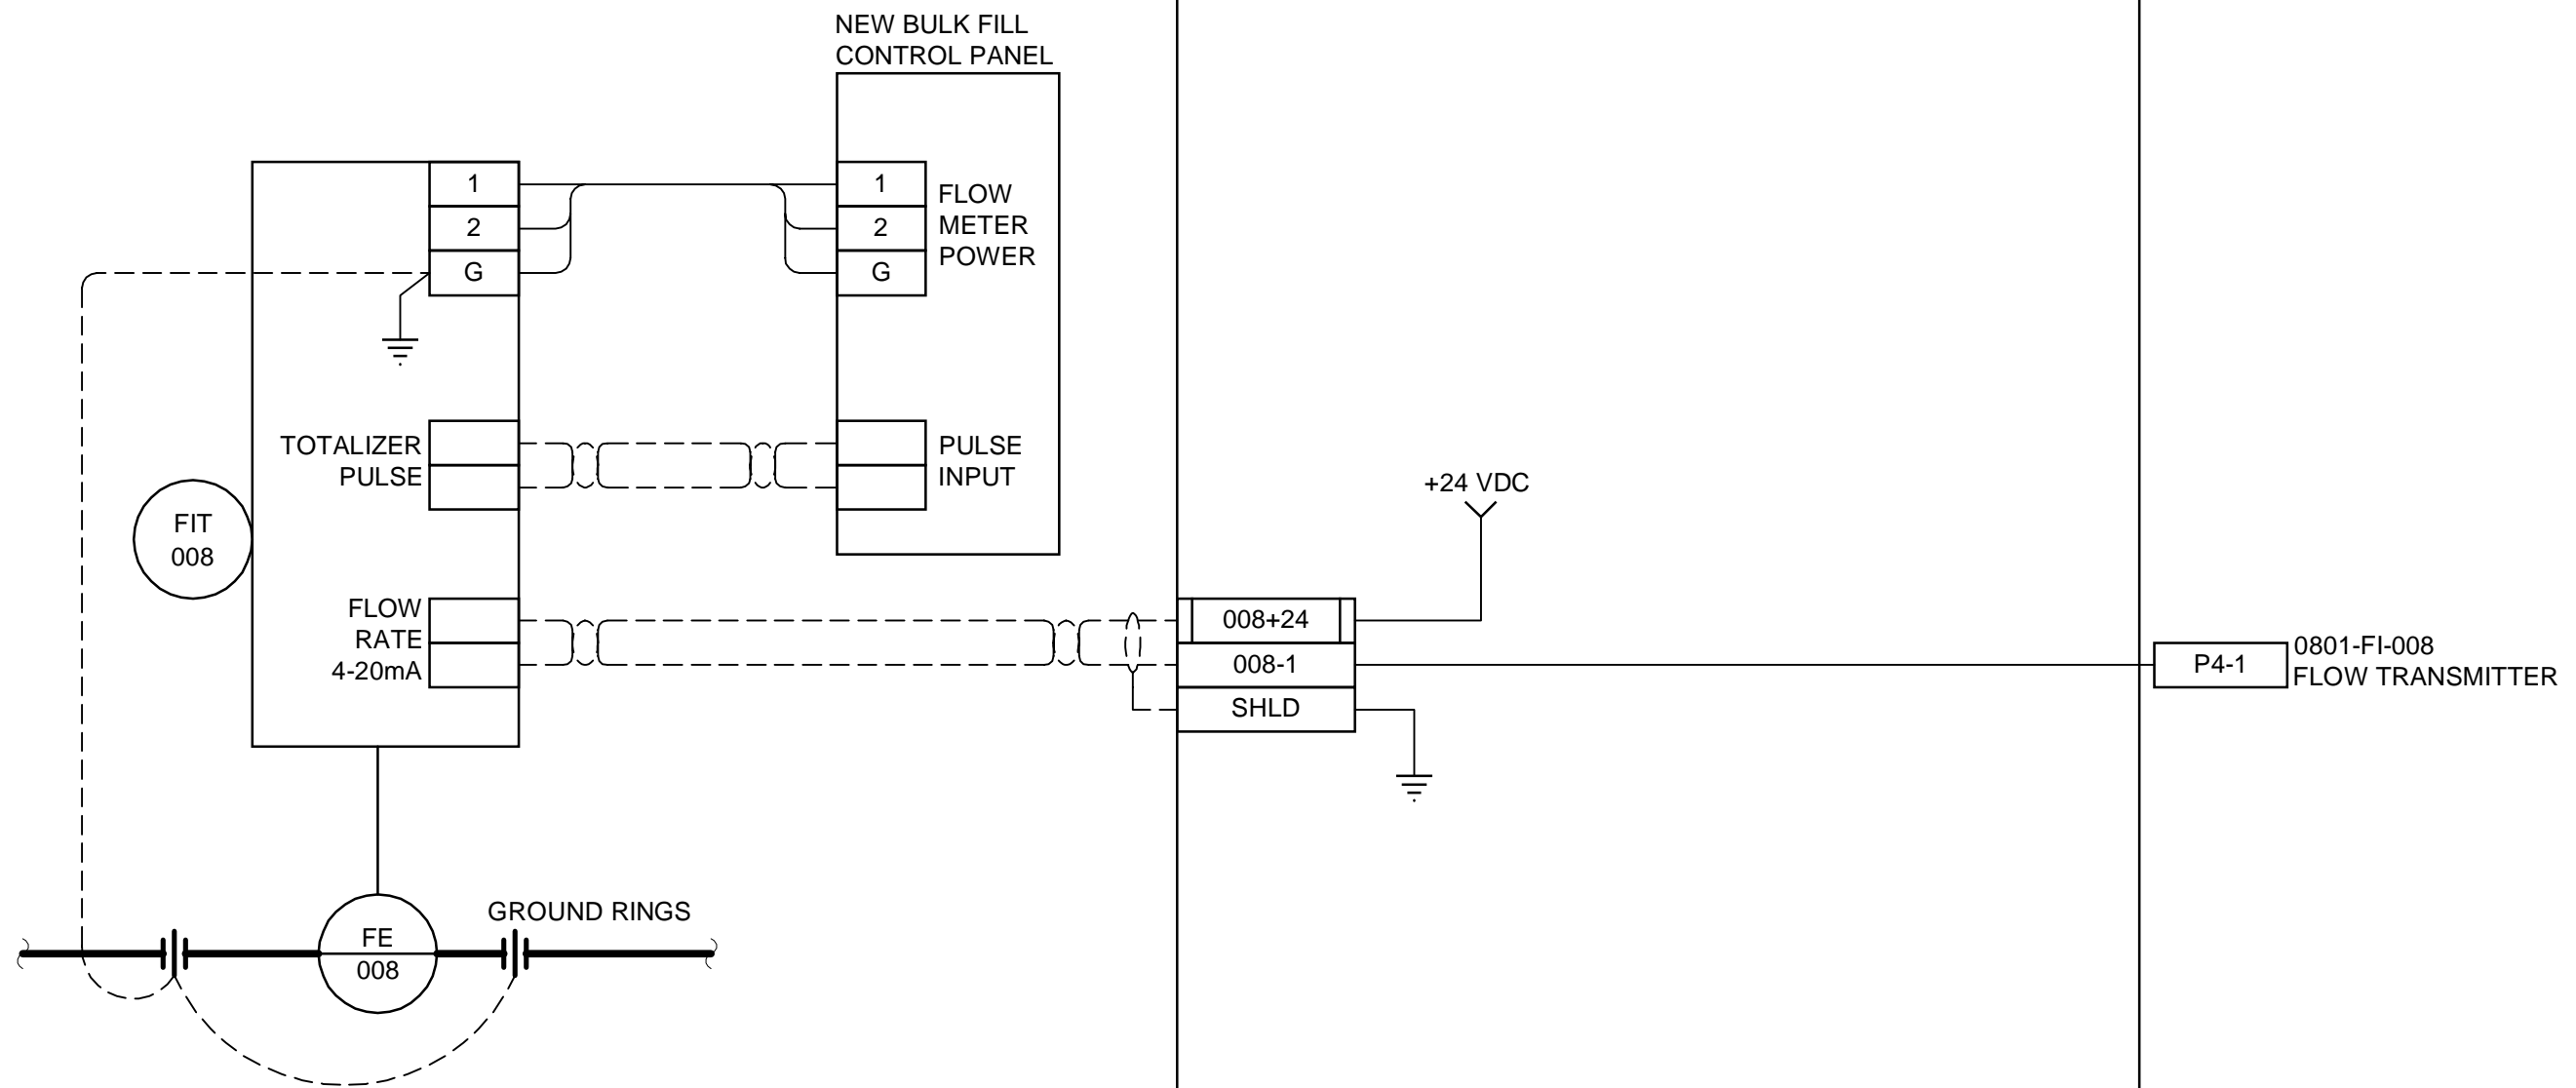 NEW BULK FILL
CONTROL PANEL
1
2
G
1
2
G
FLOW
METER
POWER
TOTALIZER
PULSE
PULSE
INPUT
FIT
008
+24 VDC
FLOW
RATE
4-20mA
008+24
008-1
SHLD
P4-1
0801-FI-008
FLOW TRANSMITTER
GROUND RINGS
FE
008